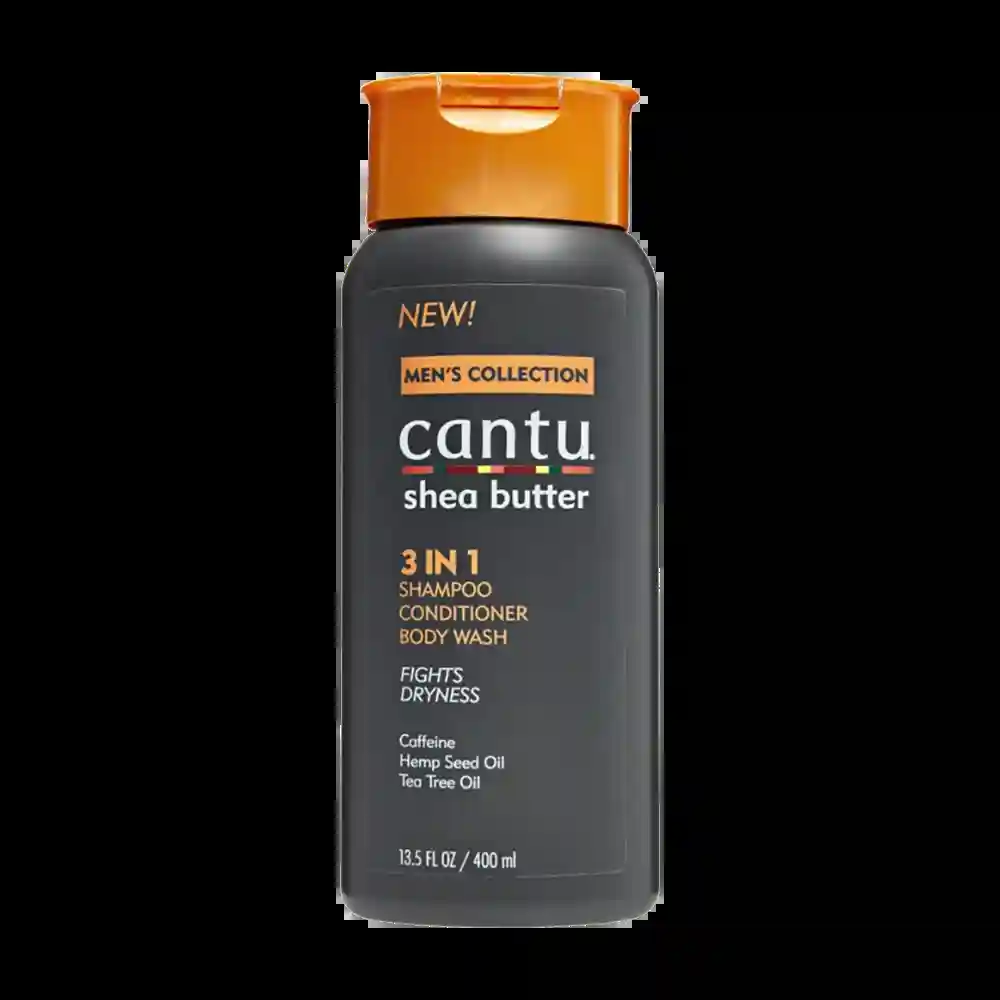 NEW!
MEN'S COLLECTION
cantu.
shea butter
3 IN 1
SHAMPOO
CONDITIONER
BODY WASH
FIGHTS
DRYNESS
Caffeine
Hemp Seed Oil
Tea Tree Oil
13.5 FL OZ / 400 ml